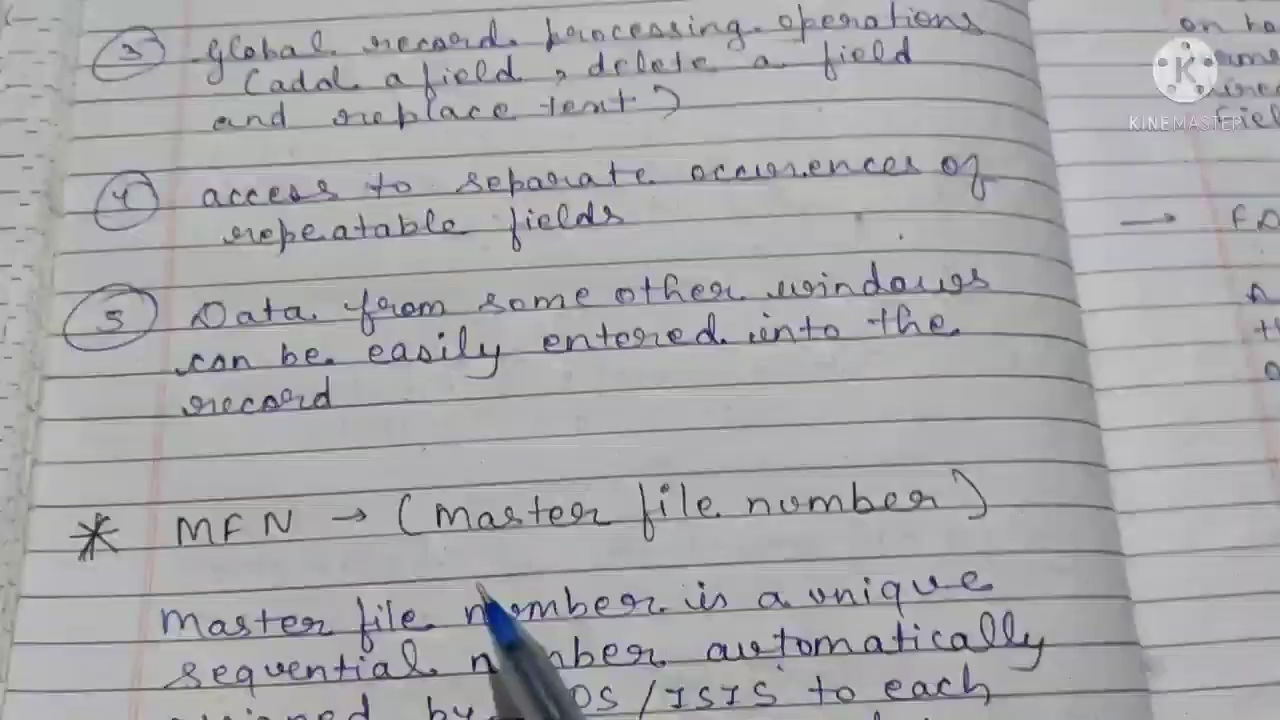 ③ Global record processing operations
(add a field, delete a field
and replace text)
④ access to separate occurrences of
repeatable fields
⑤ Data from some other windows
can be easily entered into the
record
* MFN → (Master file number)
Master file number is a unique
sequential number automatically
by /ISIS to each
→
KINEMASTER